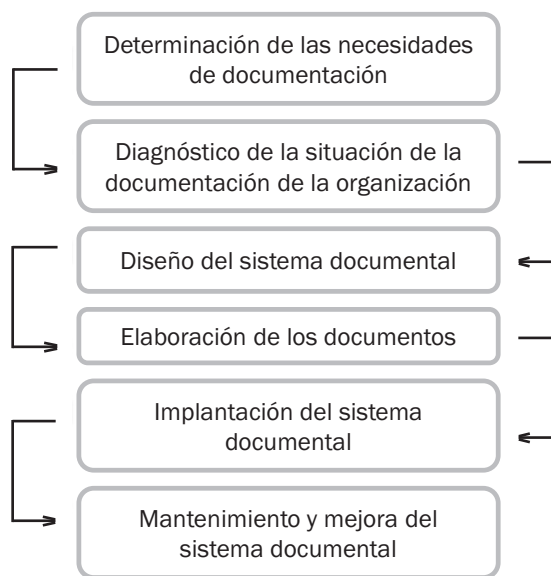 Determinación de las necesidades
de documentación
Diagnóstico de la situación de la
documentación de la organización
Diseño del sistema documental
Elaboración de los documentos
Implantación del sistema
documental
Mantenimiento y mejora del
sistema documental